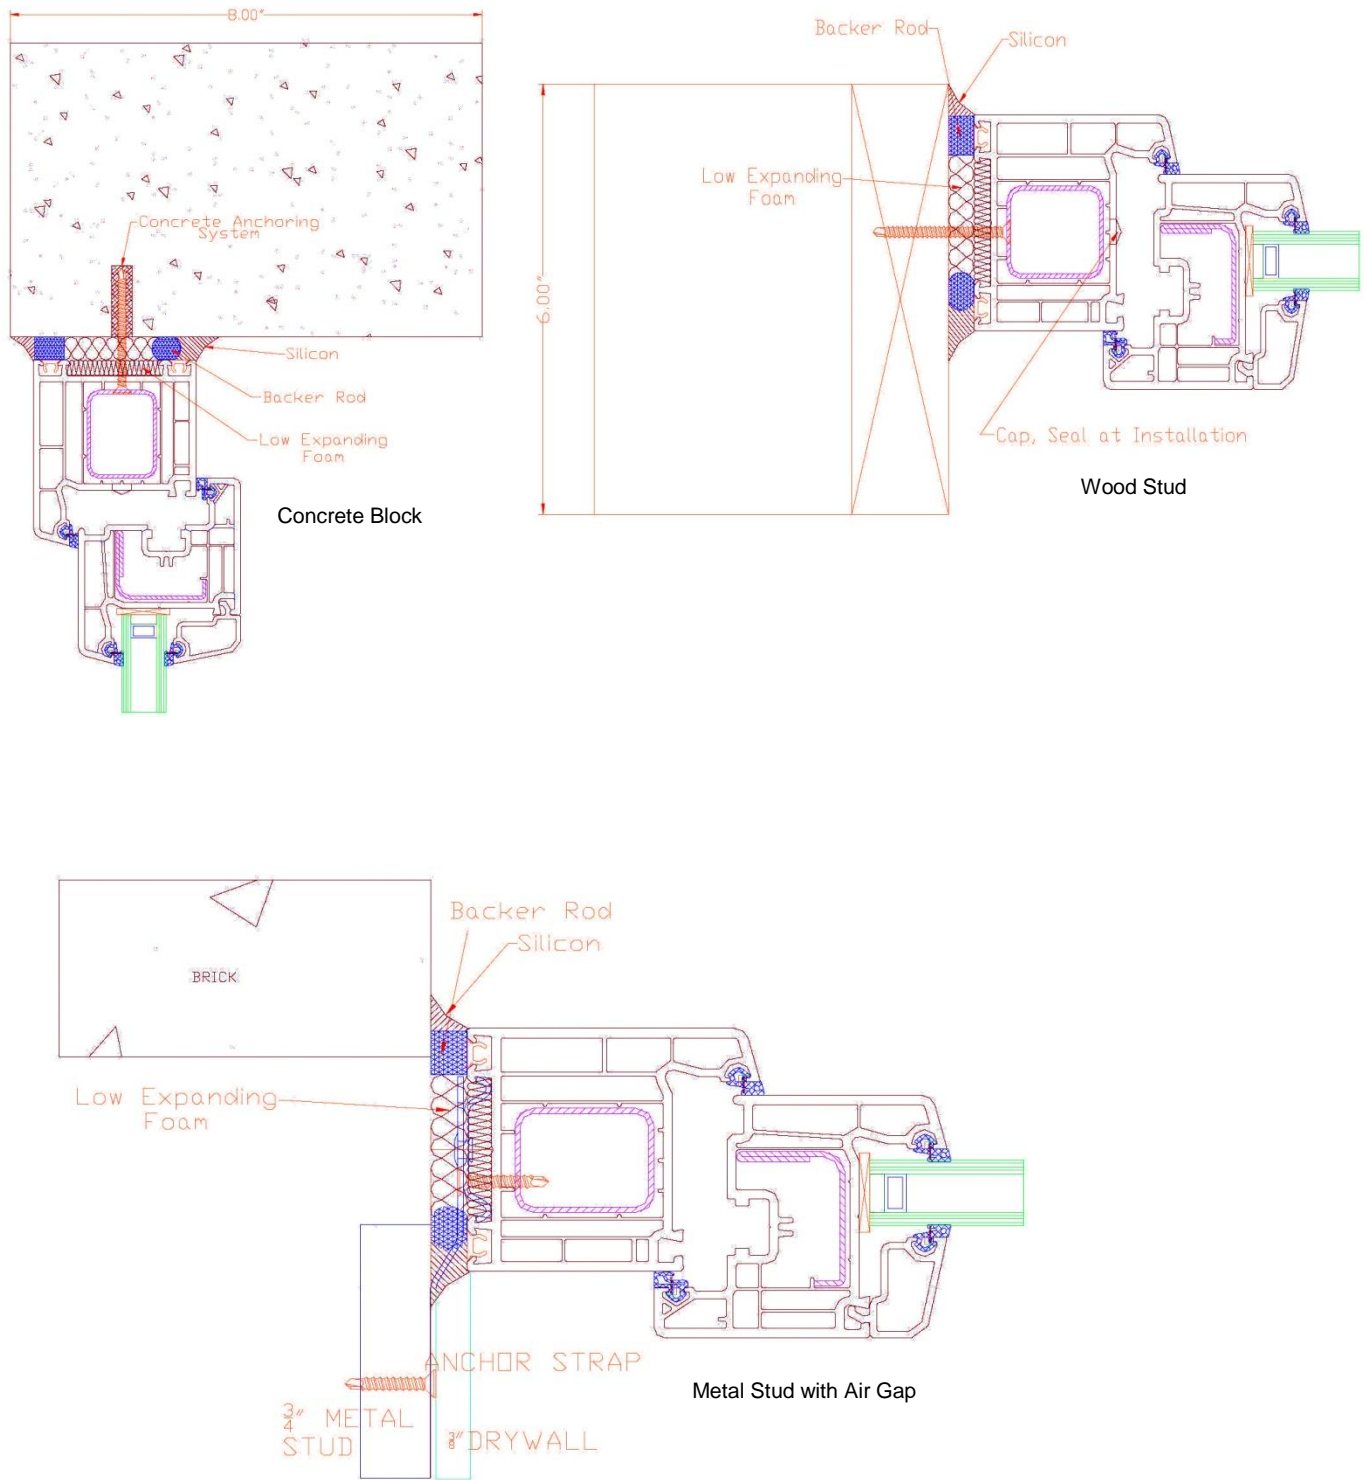 8.00"
Concrete Anchoring
System
Silicon
Backer Rod
Low Expanding
Foam
Concrete Block
Backer Rod
Silicon
Low Expanding
Foam
6.00"
Cap, Seal at Installation
Wood Stud
BRICK
Backer Rod
Silicon
Low Expanding
Foam
ANCHOR STRAP
3/4" METAL
STUD
3/8" DRYWALL
Metal Stud with Air Gap